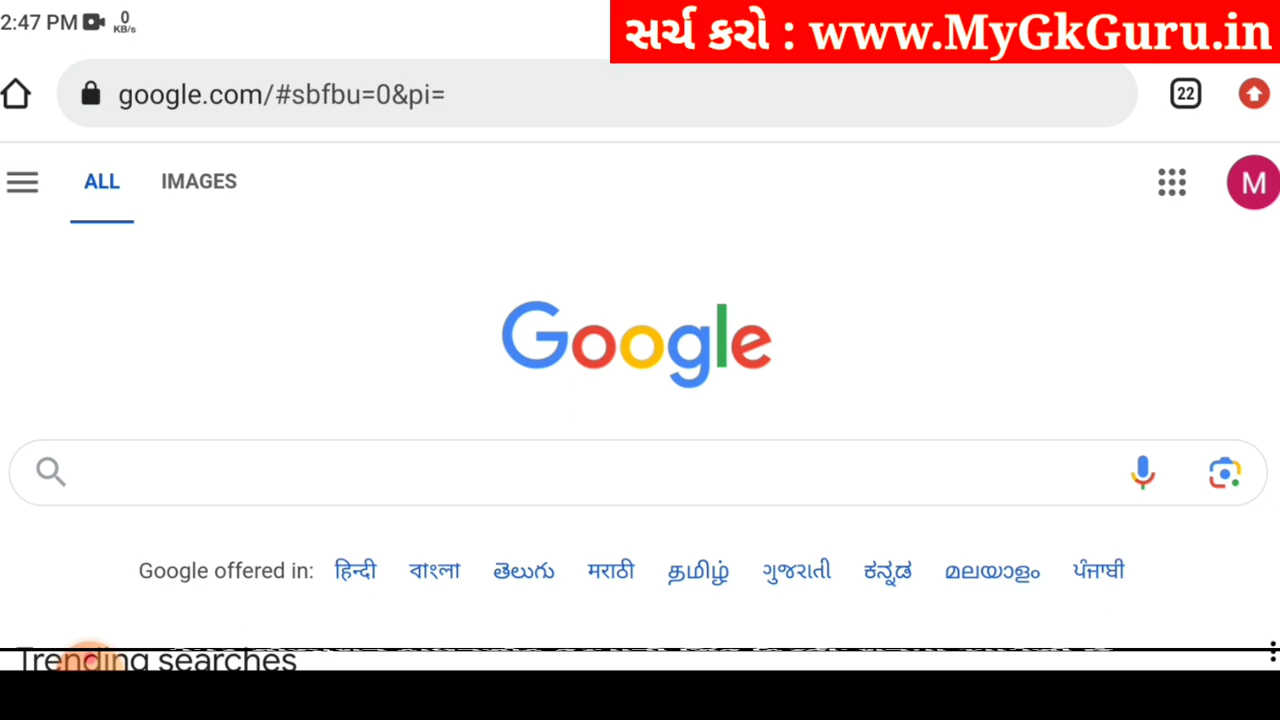 2:47 PM 0 KB/s
સર્ચ કરો : www.MyGkGuru.in
google.com/#sbfbu=0&pi=
22
ALL IMAGES
M
Google
Google offered in: हिन्दी বাংলা తెలుగు मराठी தமிழ் ગુજરાતી ಕನ್ನಡ മലയാളം ਪੰਜਾਬੀ
Trending searches